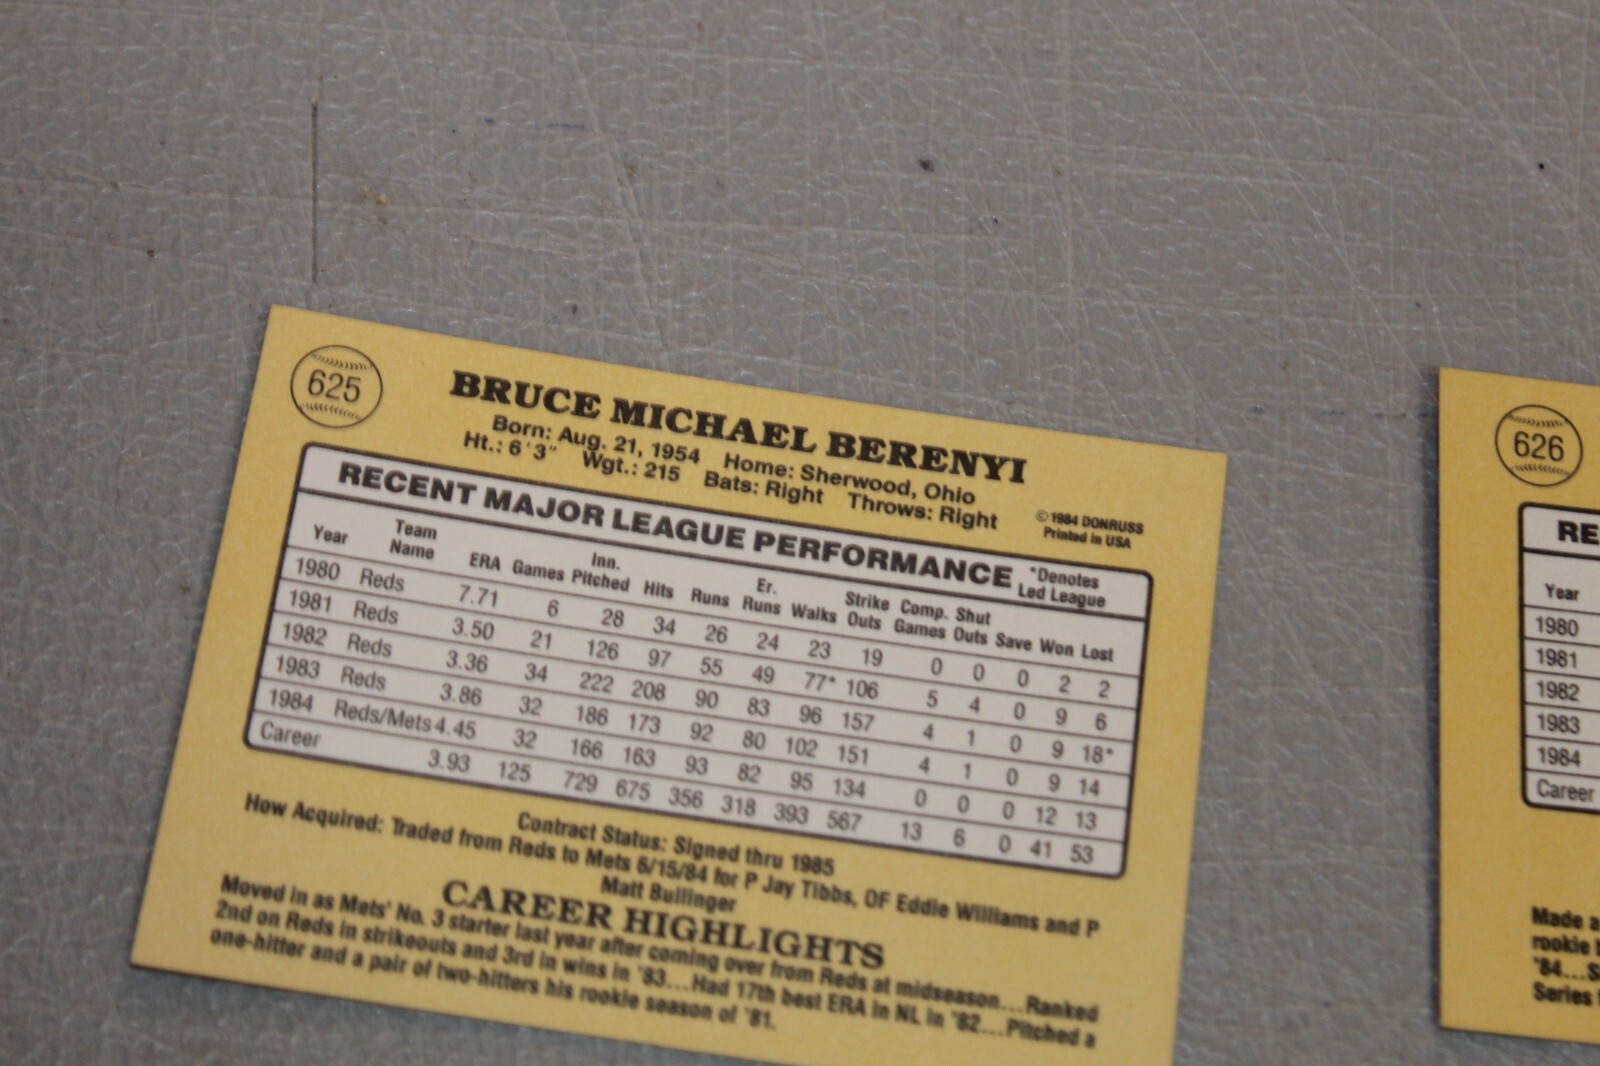 625
BRUCE MICHAEL BERENYI
Born: Aug. 21, 1954 Home: Sherwood, Ohio
Ht.: 6'3" Wgt.: 215 Bats: Right Throws: Right
© 1984 DONRUSS
Printed in USA
RECENT MAJOR LEAGUE PERFORMANCE *Denotes Led League
Year Team Name ERA Games Inn. Pitched Hits Runs Er. Runs Walks Strike Outs Comp. Games Shut Outs Save Won Lost
1980 Reds 7.71 6 28 34 26 24 23 19 0 0 0 2 2
1981 Reds 3.50 21 126 97 55 49 77* 106 5 4 0 9 6
1982 Reds 3.36 34 222 208 90 83 96 157 4 1 0 9 18*
1983 Reds 3.86 32 186 173 92 80 102 151 4 1 0 9 14
1984 Reds/Mets 4.45 32 166 163 93 82 95 134 0 0 0 12 13
Career 3.93 125 729 675 356 318 393 567 13 6 0 41 53
Contract Status: Signed thru 1985
How Acquired: Traded from Reds to Mets 6/15/84 for P Jay Tibbs, OF Eddie Williams and P
Matt Bullinger
CAREER HIGHLIGHTS
Moved in as Mets' No. 3 starter last year after coming over from Reds at midseason...Ranked
2nd on Reds in strikeouts and 3rd in wins in '83...Had 17th best ERA in NL in '82...Pitched a
one-hitter and a pair of two-hitters his rookie season of '81.
626
RE
Year
1980
1981
1982
1983
1984
Career
Made a
rookie
'84...S
Series